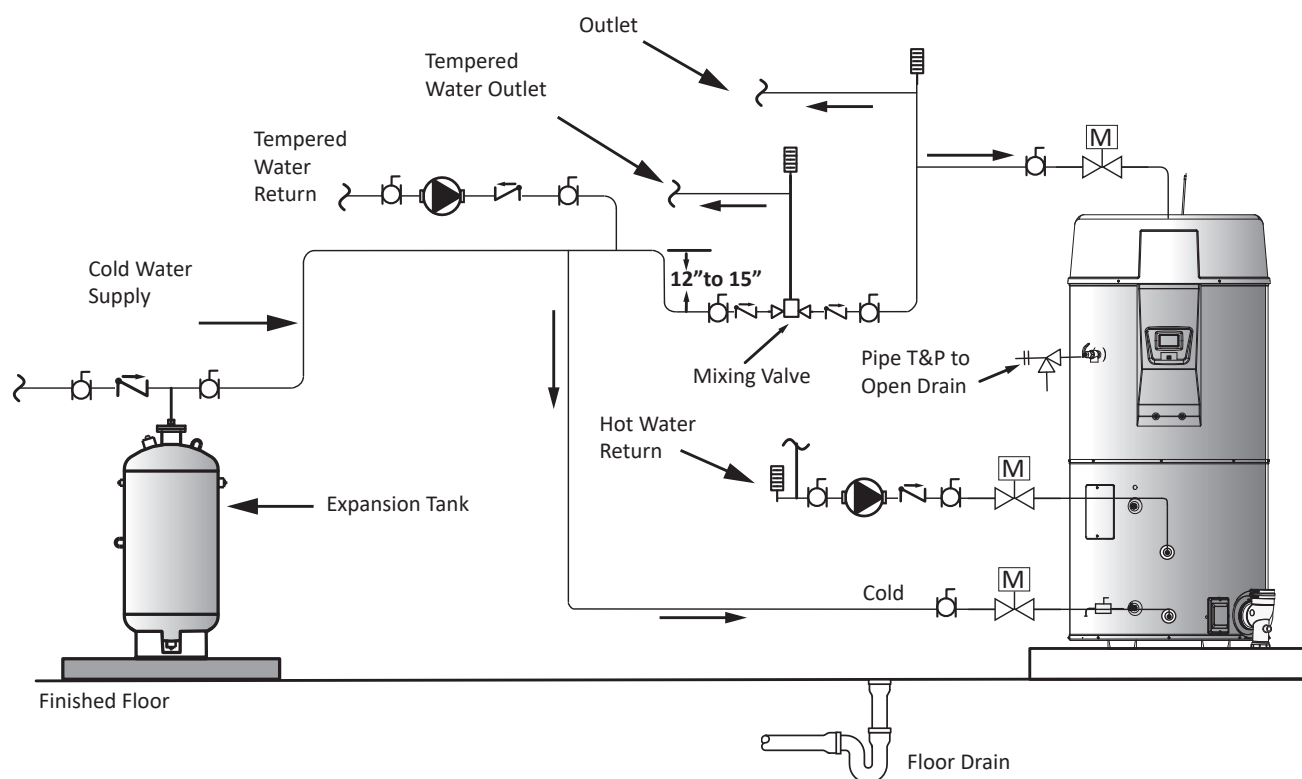 Outlet
Tempered
Water Outlet
Tempered
Water
Return
M
Cold Water
Supply
12”to 15”
Mixing Valve
Pipe T&P to
Open Drain
Hot Water
Return
M
Expansion Tank
Cold
M
Finished Floor
Floor Drain